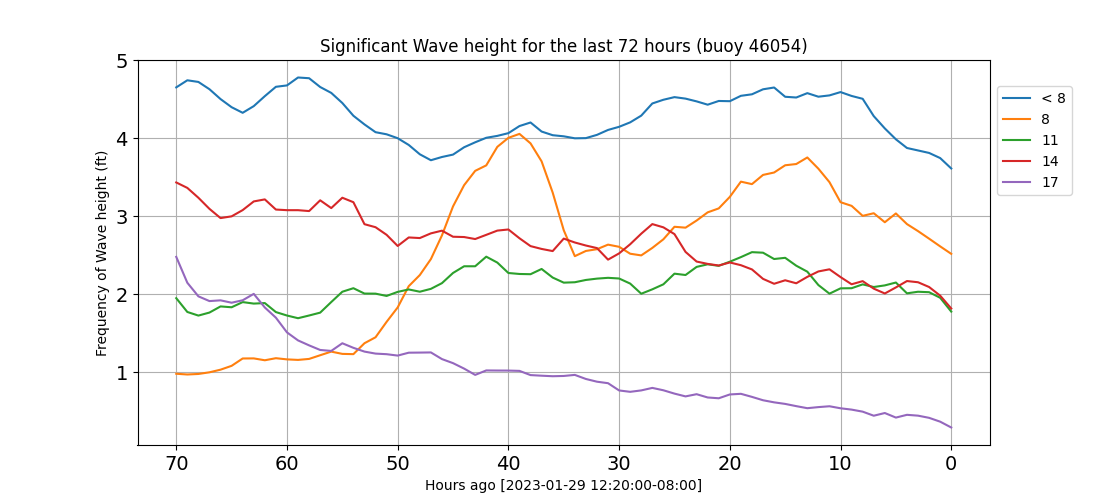 Significant Wave height for the last 72 hours (buoy 46054)
Frequency of Wave height (ft)
5
4
3
2
1
70 60 50 40 30 20 10 0
Hours ago [2023-01-29 12:20:00-08:00]
< 8
8
11
14
17